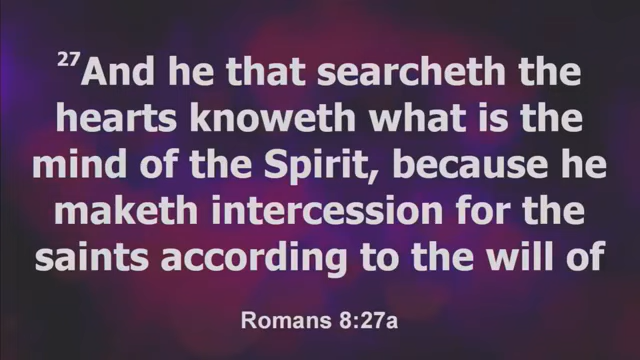 27And he that searcheth the
hearts knoweth what is the
mind of the Spirit, because he
maketh intercession for the
saints according to the will of
Romans 8:27a